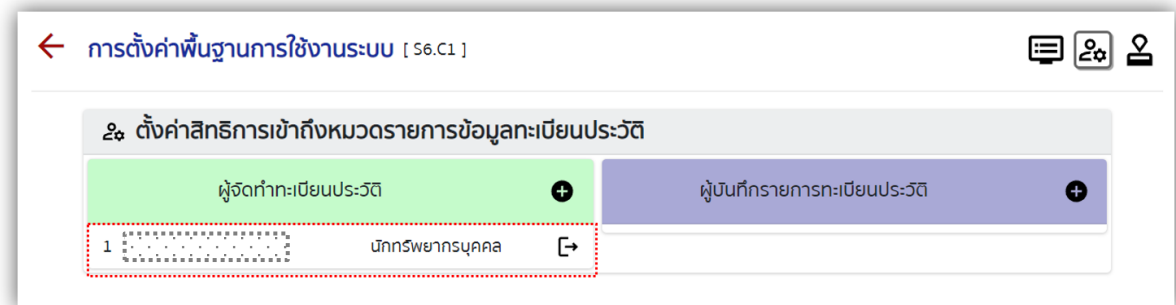 การตั้งค่าพื้นฐานการใช้งานระบบ [ S6.C1 ]
ตั้งค่าสิทธิการเข้าถึงหมวดรายการข้อมูลทะเบียนประวัติ
ผู้จัดทำทะเบียนประวัติ
ผู้บันทึกรายการทะเบียนประวัติ
1 นักทรัพยากรบุคคล